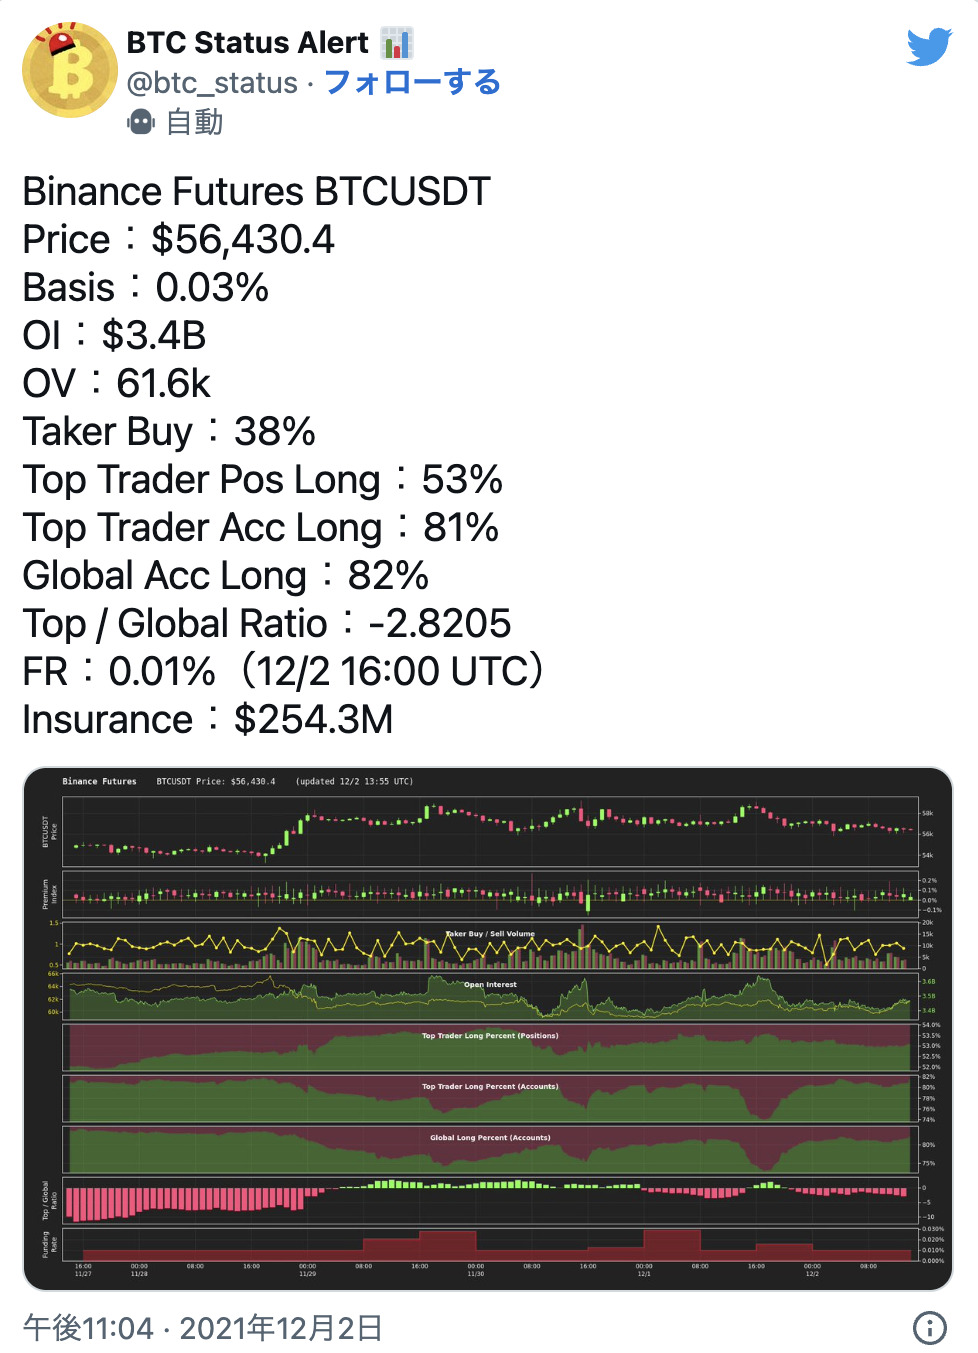 BTC Status Alert
@btc_status · フォローする
自動
Binance Futures BTCUSDT
Price：$56,430.4
Basis：0.03%
OI：$3.4B
OV：61.6k
Taker Buy：38%
Top Trader Pos Long：53%
Top Trader Acc Long：81%
Global Acc Long：82%
Top / Global Ratio：-2.8205
FR：0.01%（12/2 16:00 UTC）
Insurance：$254.3M
Binance Futures BTCUSDT Price: $56,430.4 (updated 12/2 13:55 UTC)
BTCUSDT Price
58k
56k
54k
Premium Index
0.2%
0.1%
0.0%
-0.1%
Taker Buy / Sell Volume
1.5
1
0.5
20k
15k
10k
5k
0
Open Interest
66k
64k
62k
60k
3.6B
3.5B
3.4B
Top Trader Long Percent (Positions)
54.0%
53.5%
53.0%
52.5%
52.0%
Top Trader Long Percent (Accounts)
82%
80%
78%
76%
74%
Global Long Percent (Accounts)
80%
75%
Top / Global Ratio
0
-5
-10
Funding Rate
0.030%
0.020%
0.010%
0.000%
16:00 00:00 08:00 16:00 00:00 08:00 16:00 00:00 08:00 16:00 00:00 08:00 16:00 00:00 08:00
11/27 11/28 11/29 11/30 12/1 12/2
午後11:04 · 2021年12月2日